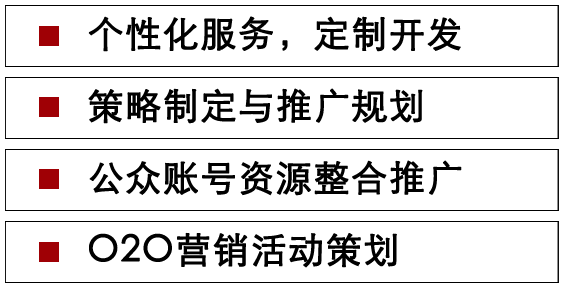 个性化服务，定制开发
策略制定与推广规划
公众账号资源整合推广
O2O营销活动策划